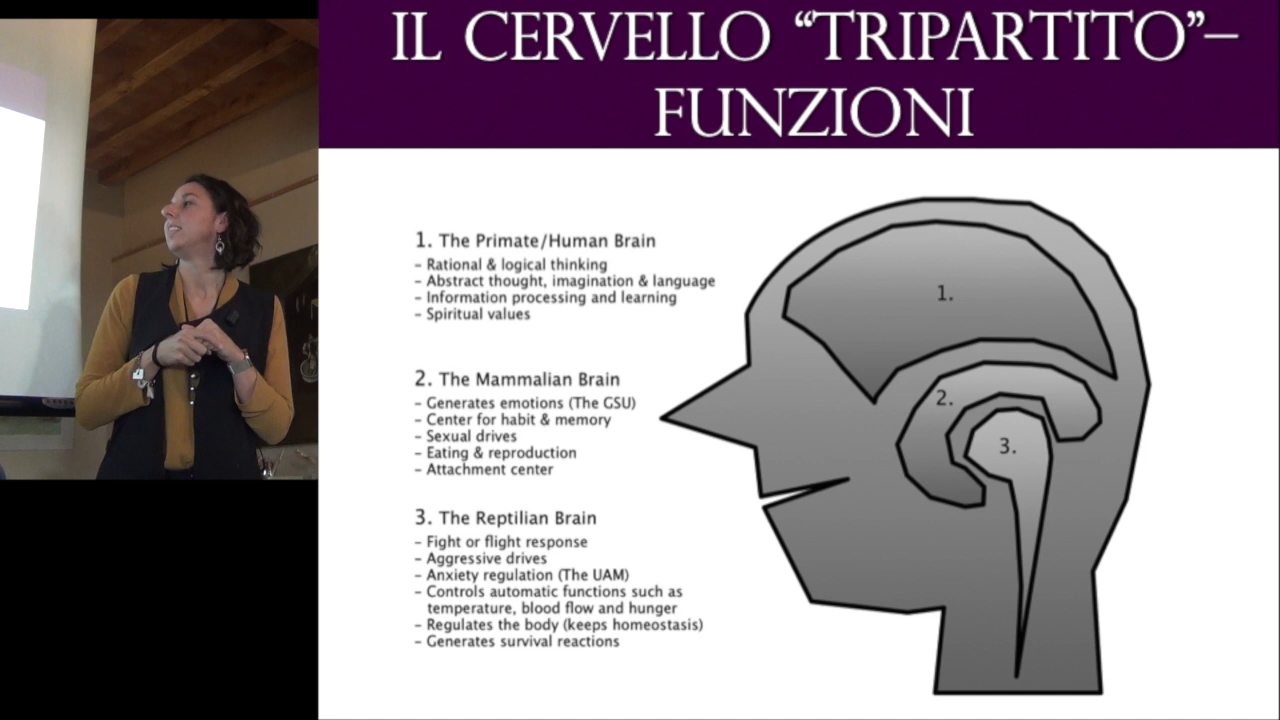 IL CERVELLO “TRIPARTITO”–
FUNZIONI
1. The Primate/Human Brain
– Rational & logical thinking
– Abstract thought, imagination & language
– Information processing and learning
– Spiritual values
2. The Mammalian Brain
– Generates emotions (The GSU)
– Center for habit & memory
– Sexual drives
– Eating & reproduction
– Attachment center
3. The Reptilian Brain
– Fight or flight response
– Aggressive drives
– Anxiety regulation (The UAM)
– Controls automatic functions such as
temperature, blood flow and hunger
– Regulates the body (keeps homeostasis)
– Generates survival reactions
1.
2.
3.